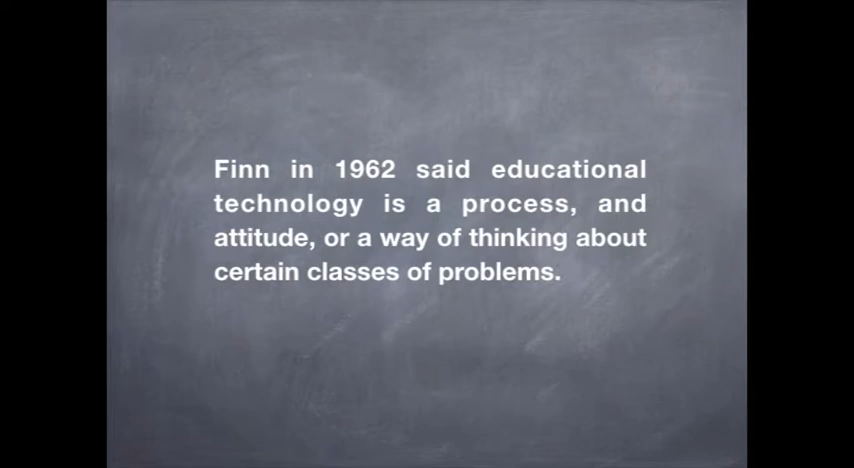 Finn in 1962 said educational
technology is a process, and
attitude, or a way of thinking about
certain classes of problems.